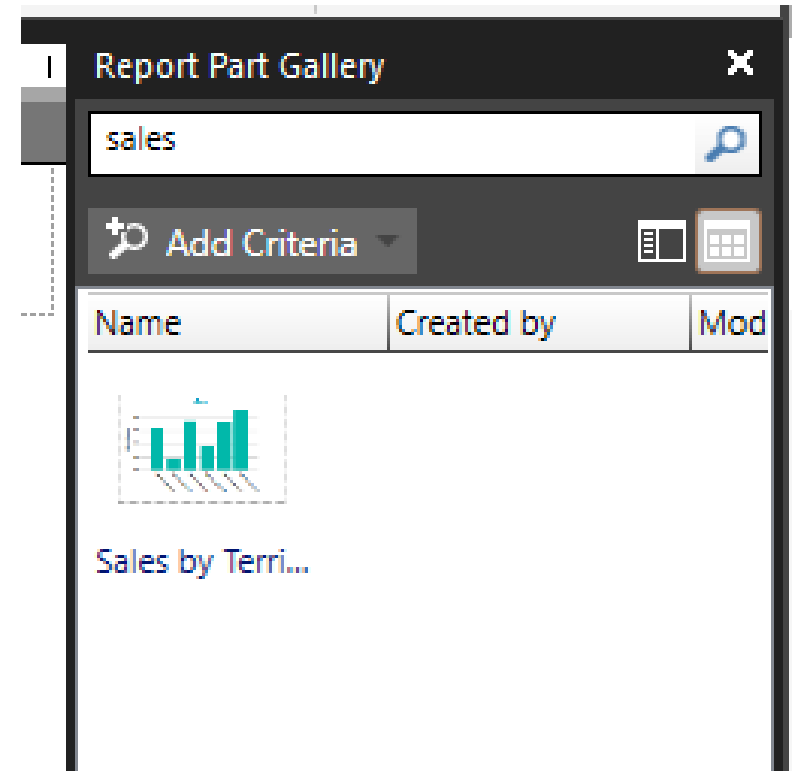 Report Part Gallery
sales
Add Criteria
Name Created by Mod
Sales by Terri...